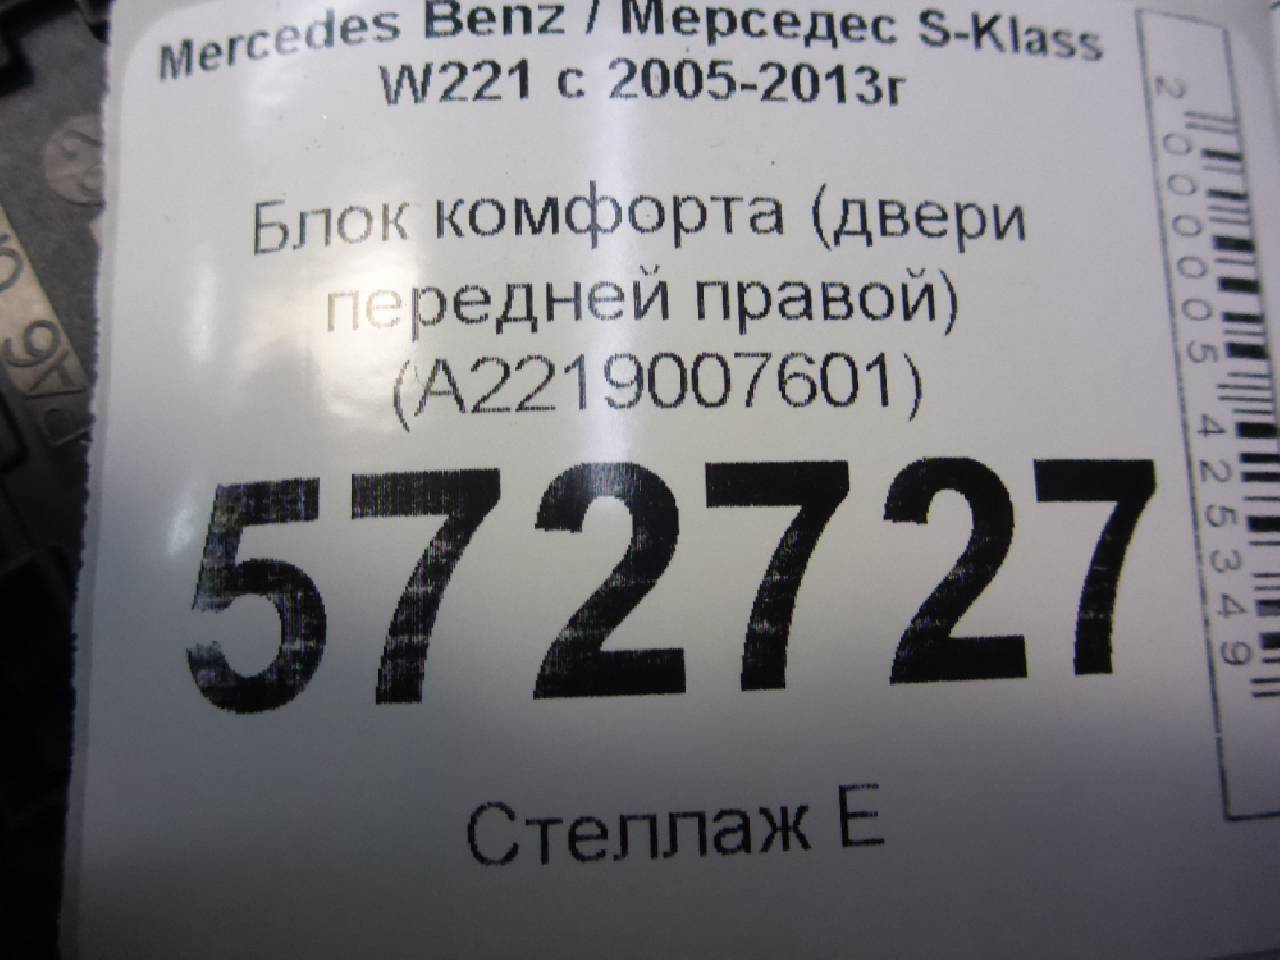 Mercedes Benz / Мерседес S-Klass
W221 с 2005-2013г
Блок комфорта (двери
передней правой)
(A2219007601)
572727
Стеллаж Е
2000005425349